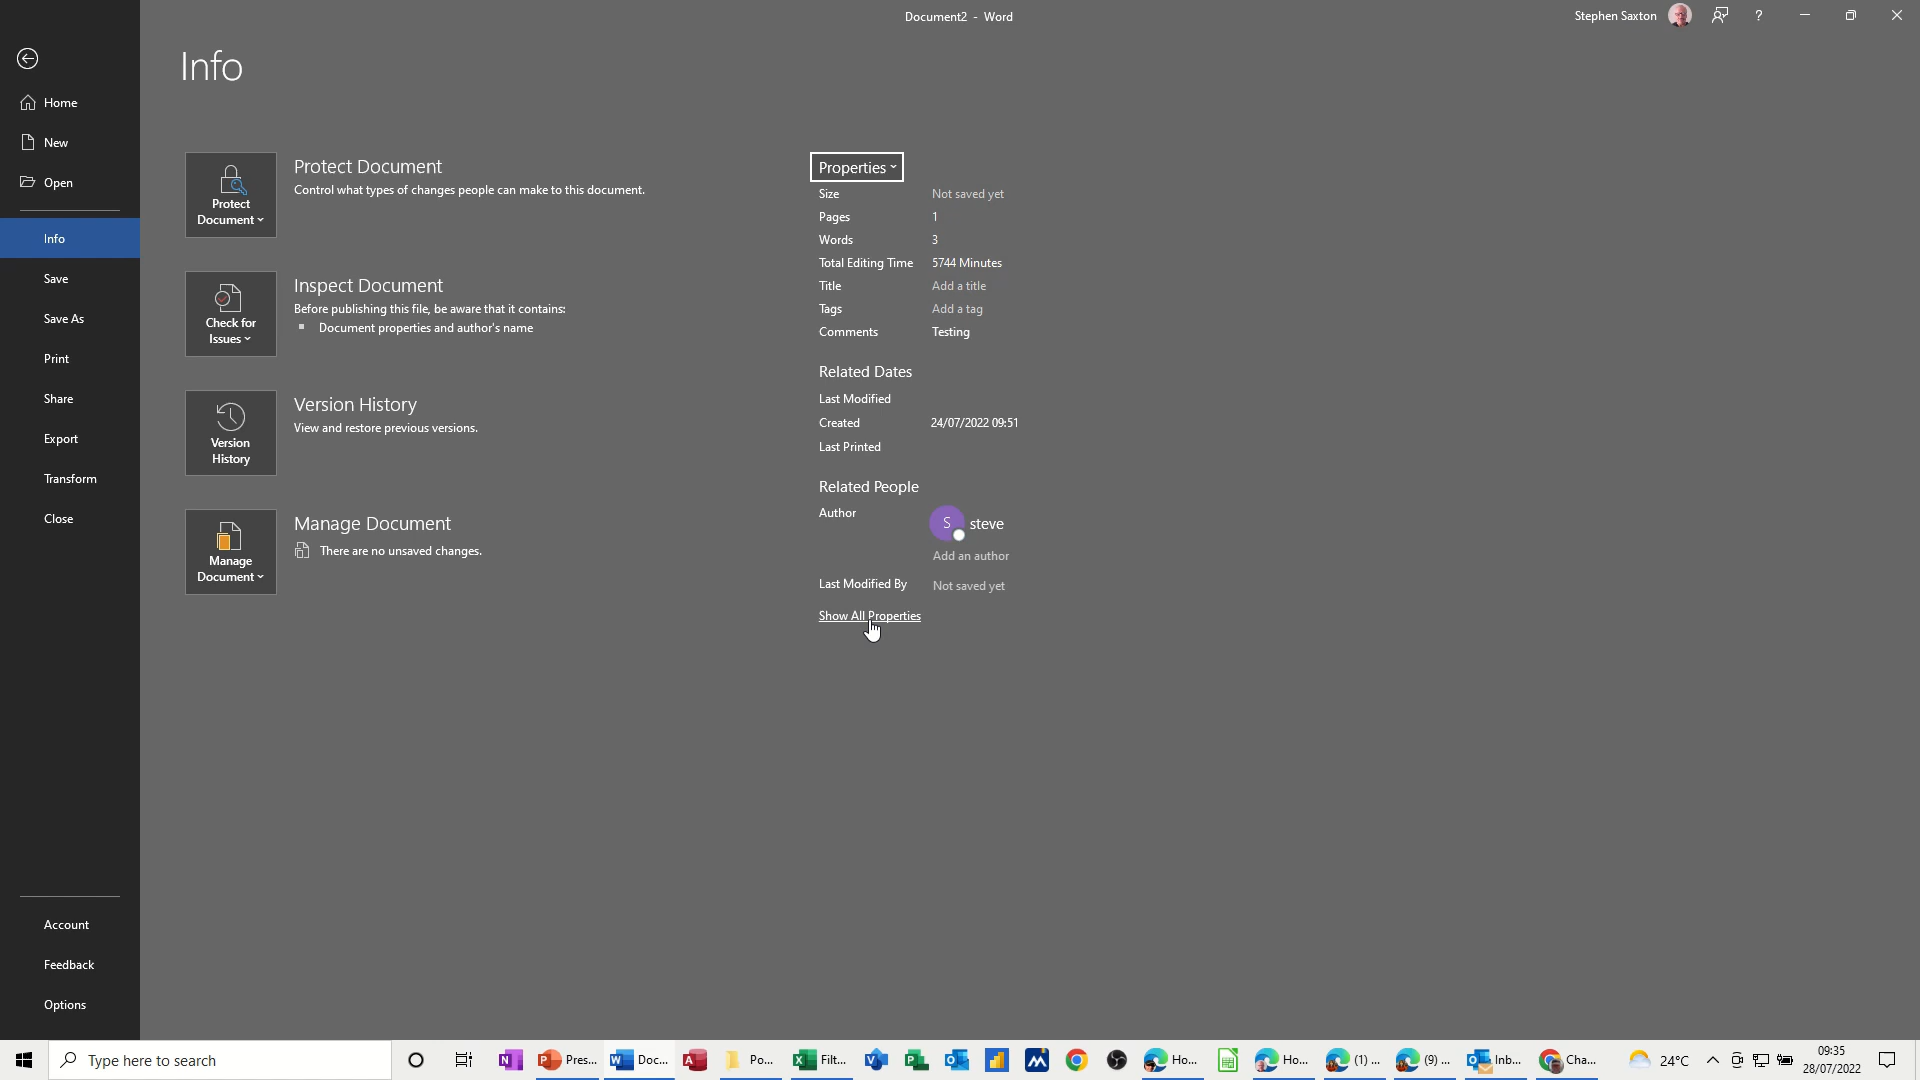 Document2 - Word
Stephen Saxton
?
Info
Home
New
Open
Info
Save
Save As
Print
Share
Export
Transform
Close
Account
Feedback
Options
Protect Document
Protect Document
Control what types of changes people can make to this document.
Check for Issues
Inspect Document
Before publishing this file, be aware that it contains:
Document properties and author's name
Version History
Version History
View and restore previous versions.
Manage Document
Manage Document
There are no unsaved changes.
Properties
Size Not saved yet
Pages 1
Words 3
Total Editing Time 5744 Minutes
Title Add a title
Tags Add a tag
Comments Testing
Related Dates
Last Modified
Created 24/07/2022 09:51
Last Printed
Related People
Author
S steve
Add an author
Last Modified By Not saved yet
Show All Properties
Type here to search
Pres...
Doc...
Po...
Filt...
Ho...
Ho...
(1) ...
(9) ...
Inb...
Cha...
24°C
09:35
28/07/2022